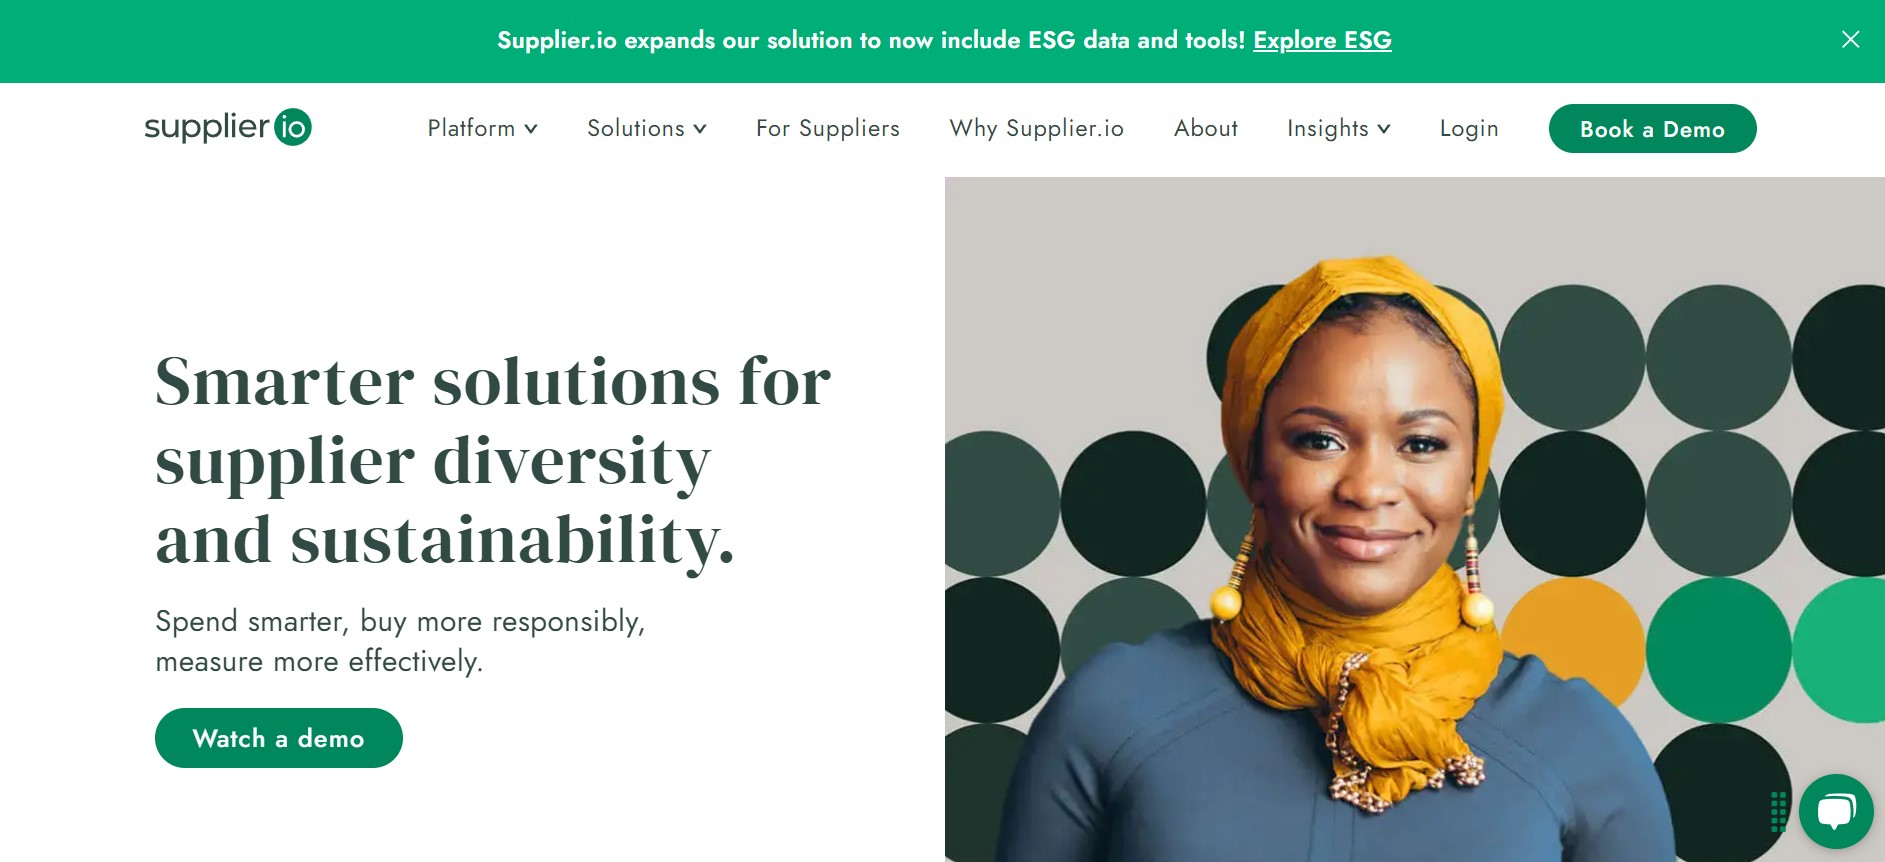 Supplier.io expands our solution to now include ESG data and tools! Explore ESG
supplier io
Platform
Solutions
For Suppliers
Why Supplier.io
About
Insights
Login
Book a Demo
Smarter solutions for
supplier diversity
and sustainability.
Spend smarter, buy more responsibly,
measure more effectively.
Watch a demo